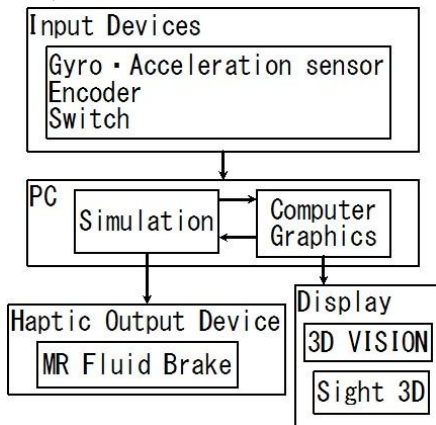 Input Devices
Gyro・Acceleration sensor
Encoder
Switch
PC
Simulation
Computer
Graphics
Haptic Output Device
MR Fluid Brake
Display
3D VISION
Sight 3D